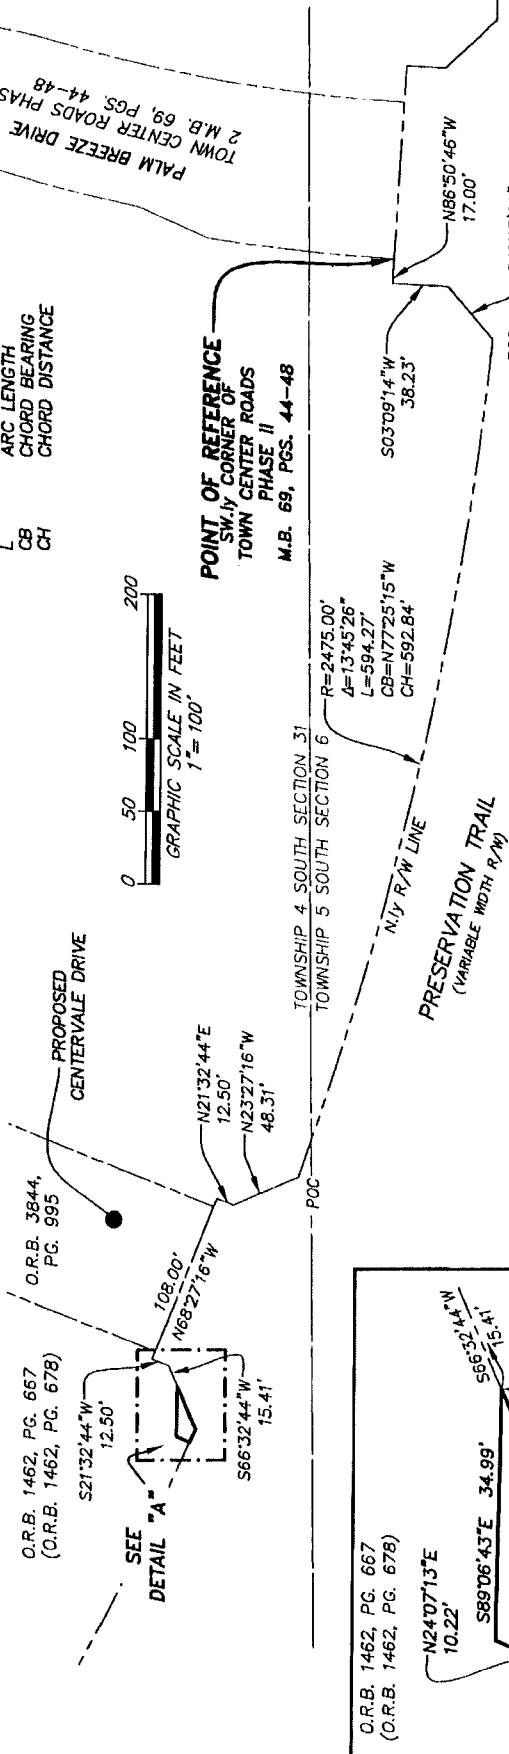 PALM BREEZE DRIVE
TOWN CENTER ROADS PHAS
2 M.B. 69, PGS. 44-48
L
CB
CH
ARC LENGTH
CHORD BEARING
CHORD DISTANCE
0 50 100 200
GRAPHIC SCALE IN FEET
1"= 100'
POINT OF REFERENCE
SW.ly CORNER OF
TOWN CENTER ROADS
PHASE II
M.B. 69, PGS. 44-48
N86°50'46"W
17.00'
S03°09'14"W
38.23'
R=2475.00'
Δ=13°45'26"
L=594.27'
CB=N77°25'15"W
CH=592.84'
TOWNSHIP 4 SOUTH SECTION 31
TOWNSHIP 5 SOUTH SECTION 6
N.ly R/W LINE
PRESERVATION TRAIL
(VARIABLE WIDTH R/W)
PROPOSED
CENTERVALE DRIVE
O.R.B. 3844,
PG. 995
N21°32'44"E
12.50'
N23°27'16"W
48.31'
POC
108.00'
N68°27'16"W
O.R.B. 1462, PG. 667
(O.R.B. 1462, PG. 678)
S21°32'44"W
12.50'
S66°32'44"W
15.41'
SEE
DETAIL "A"
O.R.B. 1462, PG. 667
(O.R.B. 1462, PG. 678)
N24°07'13"E
10.22'
S89°06'43"E 34.99'
S66°32'44"W
15.41'